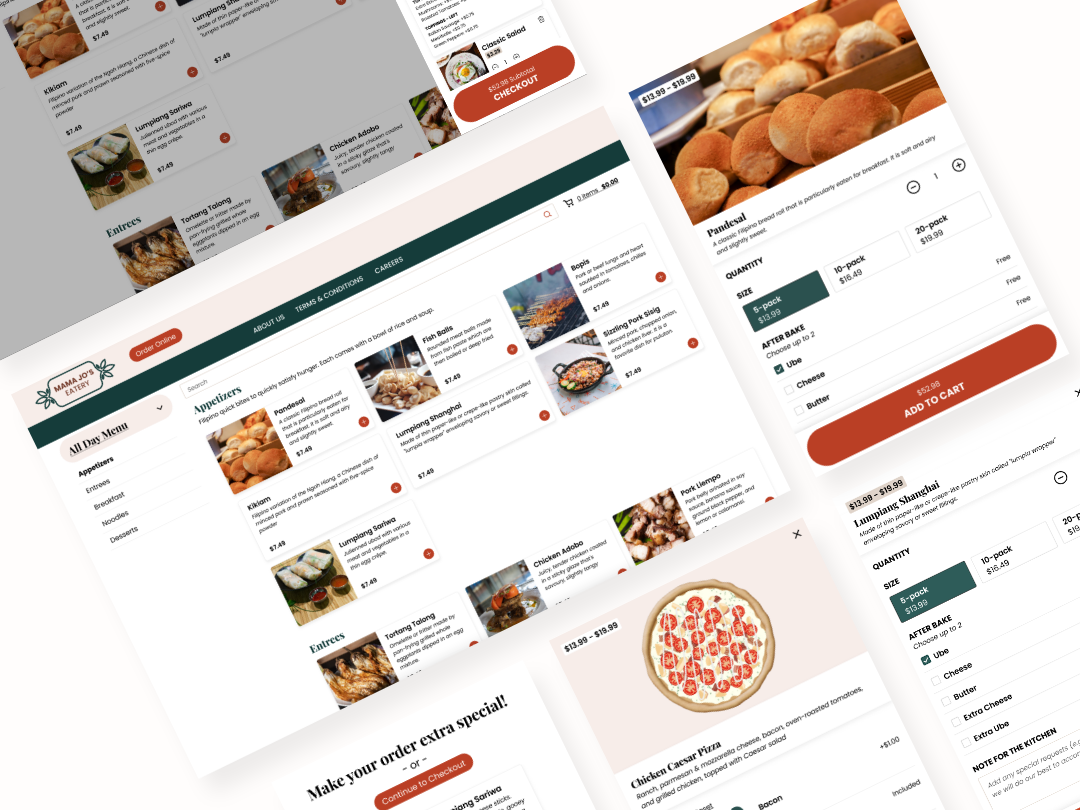 $7.49
Kikiam
Filipino variation of the Ngoh Hiang, a Chinese dish of
minced pork and prawn seasoned with five-spice
powder
$7.49
$7.49
Lumpiang Sariwa
Julienned ubod with various
meat and vegetables in a
thin egg crêpe.
$7.49
Entrees
Tortang Talong
Omelette or fritter made by
pan-frying grilled whole
eggplants dipped in an egg
mixture.
Chicken Adobo
Juicy, tender chicken coated
in a sticky glaze that's
savoury, slightly tangy
TOPPINGS - LEFT
Italian Sausage +$0.75
Meatballs +$0.75
Green Peppers +$0.75
Classic Salad
$3.29
1
$52.98 Subtotal
CHECKOUT
MAMA JO'S
EATERY
Order Online
ABOUT US
TERMS & CONDITIONS
CAREERS
0 items
$0.00
Search
All Day Menu
Appetizers
Entrees
Breakfast
Noodles
Desserts
Appetizers
Filipino quick bites to quickly satisfy hunger. Each comes with a bowl of rice and soup.
Pandesal
A classic Filipino bread roll
that is particularly eaten for
breakfast. it is soft and airy
and slightly sweet.
$7.49
Fish Balls
Rounded meat balls made
from fish paste which are
then boiled or deep fried.
$7.49
Bopis
Pork or beef lungs and heart
sautéed in tomatoes, chilies
and onions.
$7.49
Kikiam
Filipino variation of the Ngoh Hiang, a Chinese dish of
minced pork and prawn seasoned with five-spice
powder
$7.49
Lumpiang Shanghai
Made of thin paper-like or crepe-like pastry skin called
"lumpia wrapper" enveloping savory or sweet fillings.
$7.49
Sizzling Pork Sisig
Minced pork, chopped onion,
and chicken liver. it is a
favorite dish for pulutan.
$7.49
Lumpiang Sariwa
Julienned ubod with various
meat and vegetables in a
thin egg crêpe.
$7.49
Entrees
Tortang Talong
Omelette or fritter made by
pan-frying grilled whole
eggplants dipped in an egg
mixture.
Chicken Adobo
Juicy, tender chicken coated
in a sticky glaze that's
savoury, slightly tangy
Pork Liempo
Pork belly arinated in soy
sauce, banana sauce,
ground black pepper, and
lemon or calamansi.
$13.99 - $19.99
Pandesal
A classic Filipino bread roll that is particularly eaten for breakfast. it is soft and airy
and slightly sweet.
QUANTITY
1
SIZE
5-pack
$13.99
10-pack
$16.49
20-pack
$19.99
AFTER BAKE
Choose up to 2
Ube
Free
Cheese
Free
Butter
Free
$52.98
ADD TO CART
$13.99 - $19.99
Lumpiang Shanghai
Made of thin paper-like or crepe-like pastry skin called "lumpia wrapper"
enveloping savory or sweet fillings.
QUANTITY
SIZE
5-pack
$13.99
10-pack
$16.49
AFTER BAKE
Choose up to 2
Ube
Cheese
Butter
Extra Cheese
Extra Ube
NOTE FOR THE KITCHEN
Add any special requests
we will do our best to
Make your order extra special!
- or -
Continue to Checkout
$13.99 - $19.99
Chicken Caesar Pizza
Ranch, parmesan & mozzarella cheese, bacon, oven-roasted tomatoes,
and grilled chicken, topped with Caesar salad
+$1.00
Bacon
Included